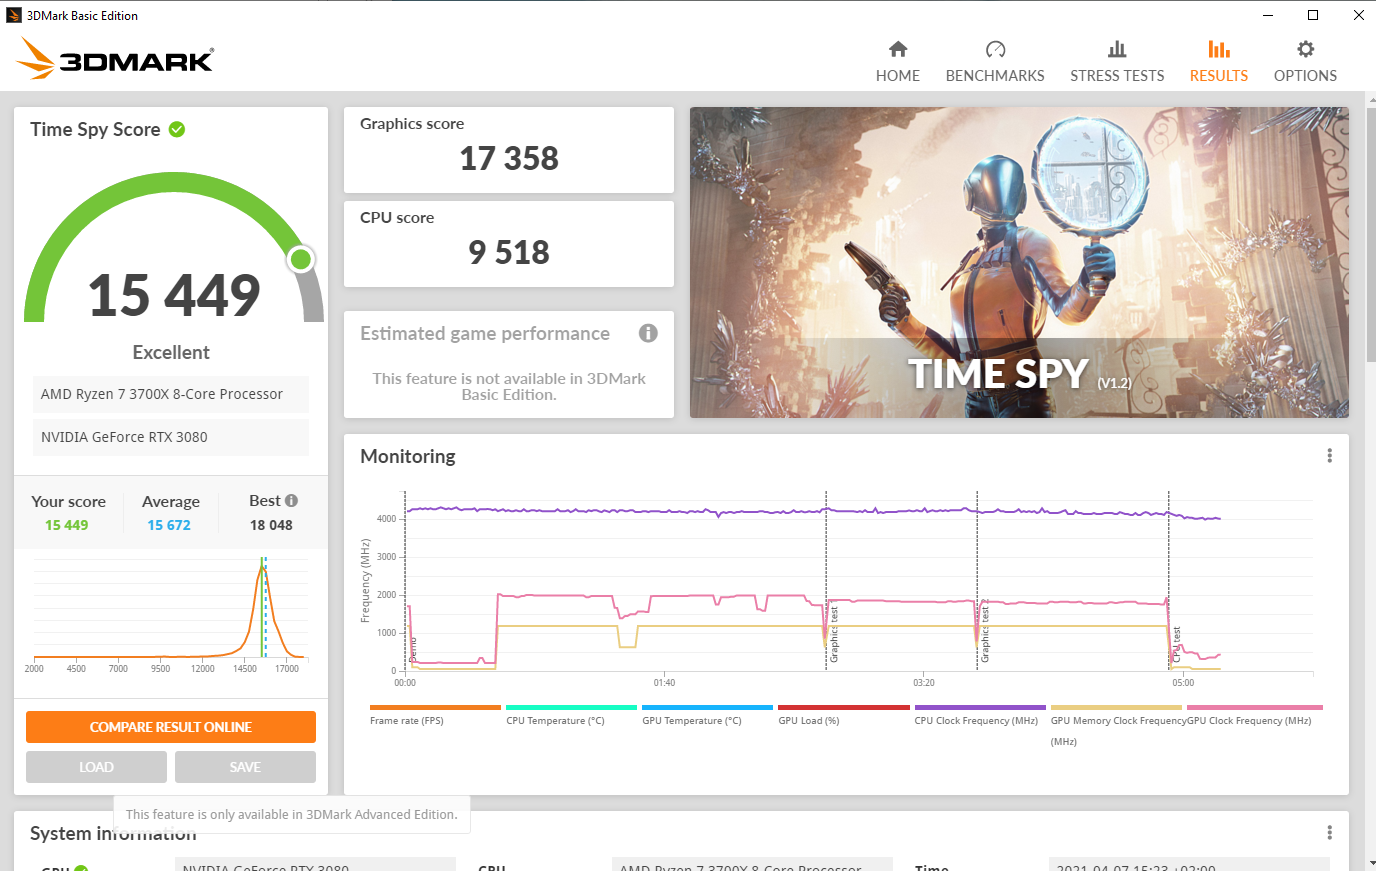 3DMark Basic Edition
3DMARK®
HOME
BENCHMARKS
STRESS TESTS
RESULTS
OPTIONS
Time Spy Score
15 449
Excellent
AMD Ryzen 7 3700X 8-Core Processor
NVIDIA GeForce RTX 3080
Your score
15 449
Average
15 672
Best
18 048
2000 4500 7000 9500 12000 14500 17000
COMPARE RESULT ONLINE
LOAD
SAVE
This feature is only available in 3DMark Advanced Edition.
Graphics score
17 358
CPU score
9 518
Estimated game performance
This feature is not available in 3DMark
Basic Edition.
TIME SPY (V1.2)
Monitoring
Frequency (MHz)
4000
3000
2000
1000
0
Demo
Graphics test
Graphics test 2
CPU test
00:00 01:40 03:20 05:00
Frame rate (FPS)
CPU Temperature (°C)
GPU Temperature (°C)
GPU Load (%)
CPU Clock Frequency (MHz)
GPU Memory Clock Frequency
(MHz)
GPU Clock Frequency (MHz)
System information
GPU
NVIDIA GeForce RTX 3080
CPU
AMD Ryzen 7 3700X 8-Core Processor
Time
2021-04-07 15:23 +02:00